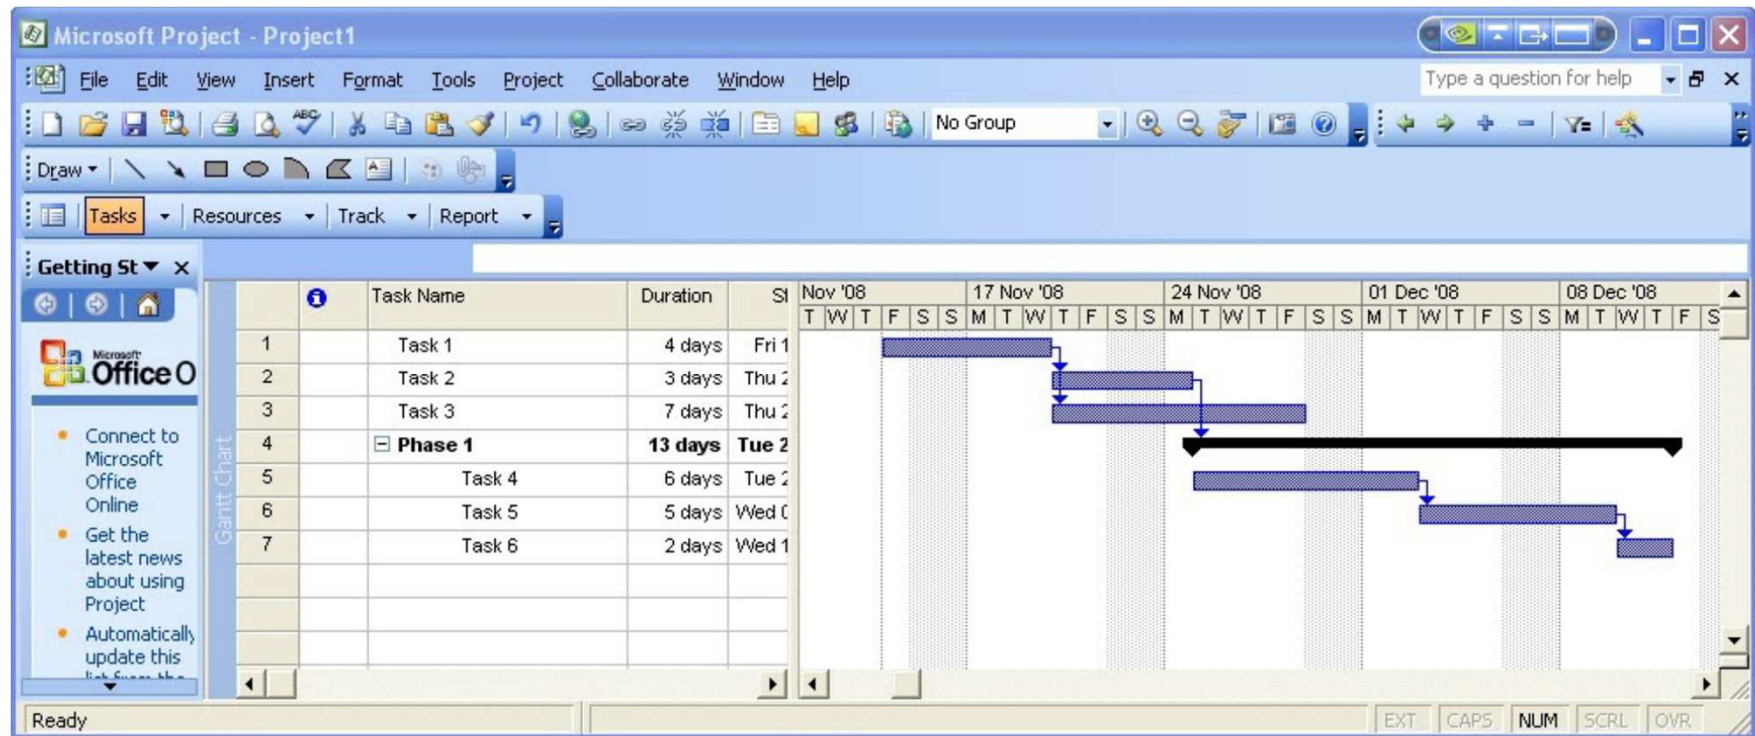 Microsoft Project - Project1
File Edit View Insert Format Tools Project Collaborate Window Help
Type a question for help
ABC
No Group
Draw
Tasks Resources Track Report
Getting St
Task Name Duration St
Nov '08 17 Nov '08 24 Nov '08 01 Dec '08 08 Dec '08
T W T F S S M T W T F S S M T W T F S S M T W T F S S M T W T F S
1 Task 1 4 days Fri 1
2 Task 2 3 days Thu 2
3 Task 3 7 days Thu 2
4 Phase 1 13 days Tue 2
5 Task 4 6 days Tue 2
6 Task 5 5 days Wed 0
7 Task 6 2 days Wed 1
Microsoft
Office O
Connect to
Microsoft
Office
Online
Get the
latest news
about using
Project
Automatically
update this
Gantt Chart
Ready
EXT CAPS NUM SCRL OVR